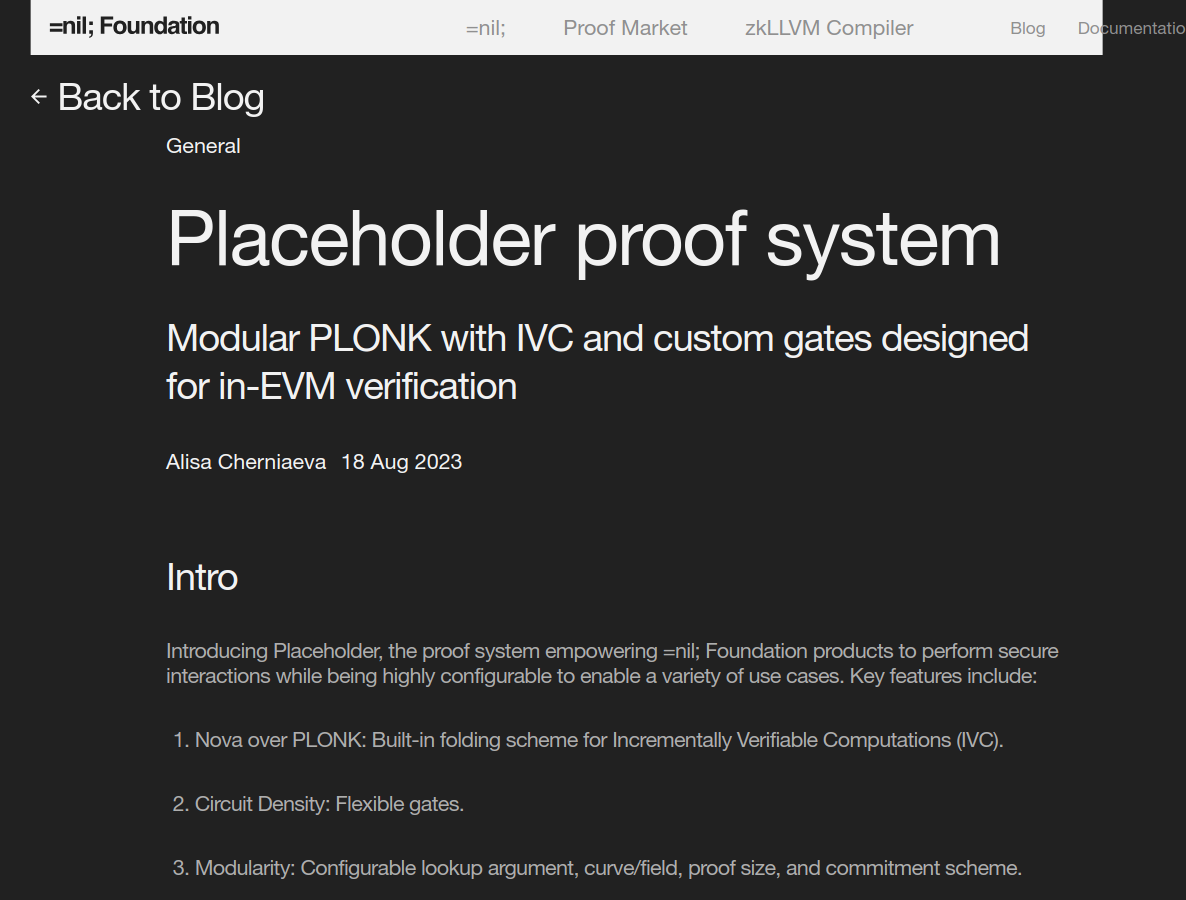 =nil; Foundation =nil; Proof Market zkLLVM Compiler Blog Documentatio
← Back to Blog
General
Placeholder proof system
Modular PLONK with IVC and custom gates designed
for in-EVM verification
Alisa Cherniaeva 18 Aug 2023
Intro
Introducing Placeholder, the proof system empowering =nil; Foundation products to perform secure
interactions while being highly configurable to enable a variety of use cases. Key features include:
1. Nova over PLONK: Built-in folding scheme for Incrementally Verifiable Computations (IVC).
2. Circuit Density: Flexible gates.
3. Modularity: Configurable lookup argument, curve/field, proof size, and commitment scheme.